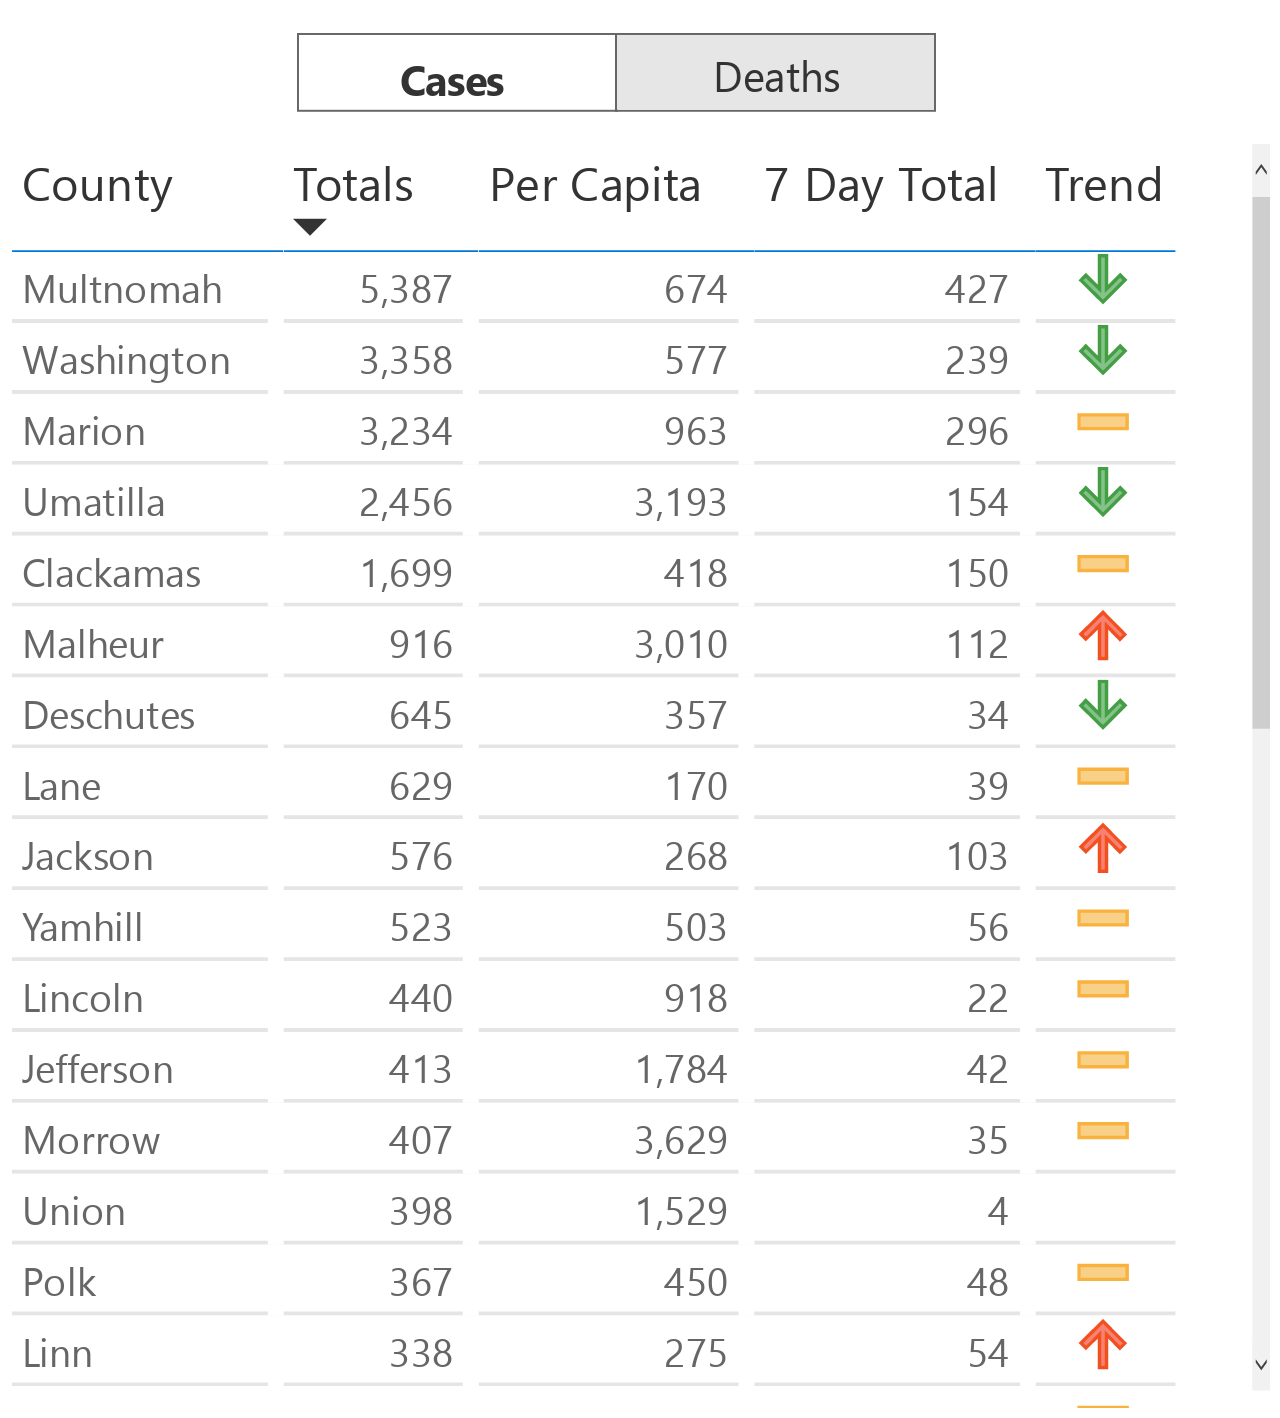 Cases Deaths
County Totals Per Capita 7 Day Total Trend
Multnomah 5,387 674 427
Washington 3,358 577 239
Marion 3,234 963 296
Umatilla 2,456 3,193 154
Clackamas 1,699 418 150
Malheur 916 3,010 112
Deschutes 645 357 34
Lane 629 170 39
Jackson 576 268 103
Yamhill 523 503 56
Lincoln 440 918 22
Jefferson 413 1,784 42
Morrow 407 3,629 35
Union 398 1,529 4
Polk 367 450 48
Linn 338 275 54